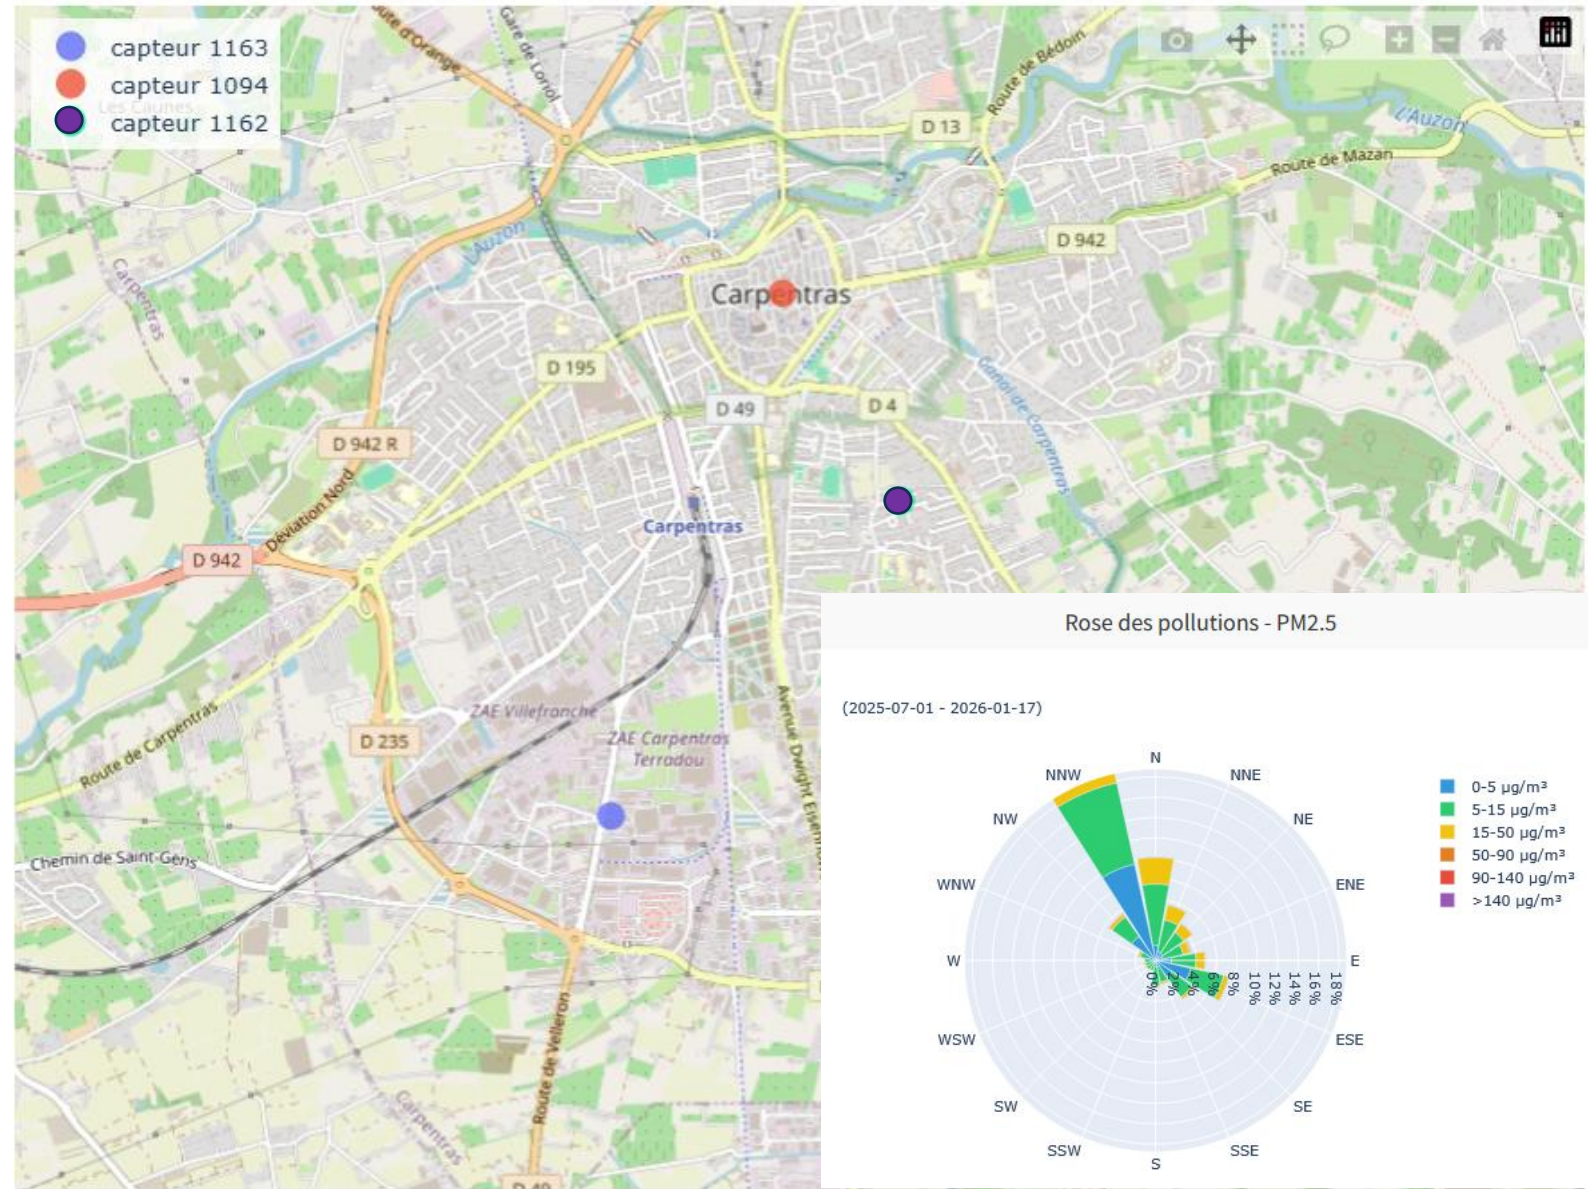 capteur 1163
capteur 1094
capteur 1162
Les Caunes
Route d'Orange
Gare de Loriol
Route de Bédoin
D 13
L'Auzon
Route de Mazan
D 942
L'Auzon
Carpentras
Carpentras
D 195
D 49
D 4
Canal de Carpentras
D 942 R
Déviation Nord
Carpentras
D 942
Route de Carpentras
ZAE Villefranche
ZAE Carpentras
Terradou
D 235
Chemin de Saint-Gens
Route de Velleron
Carpentras
D 49
Rose des pollutions - PM2.5
(2025-07-01 - 2026-01-17)
N
NNE
NE
ENE
E
ESE
SE
SSE
S
SSW
SW
WSW
W
WNW
NW
NNW
0%
2%
4%
6%
8%
10%
12%
14%
16%
18%
0-5 µg/m³
5-15 µg/m³
15-50 µg/m³
50-90 µg/m³
90-140 µg/m³
>140 µg/m³
Avenue Dwight